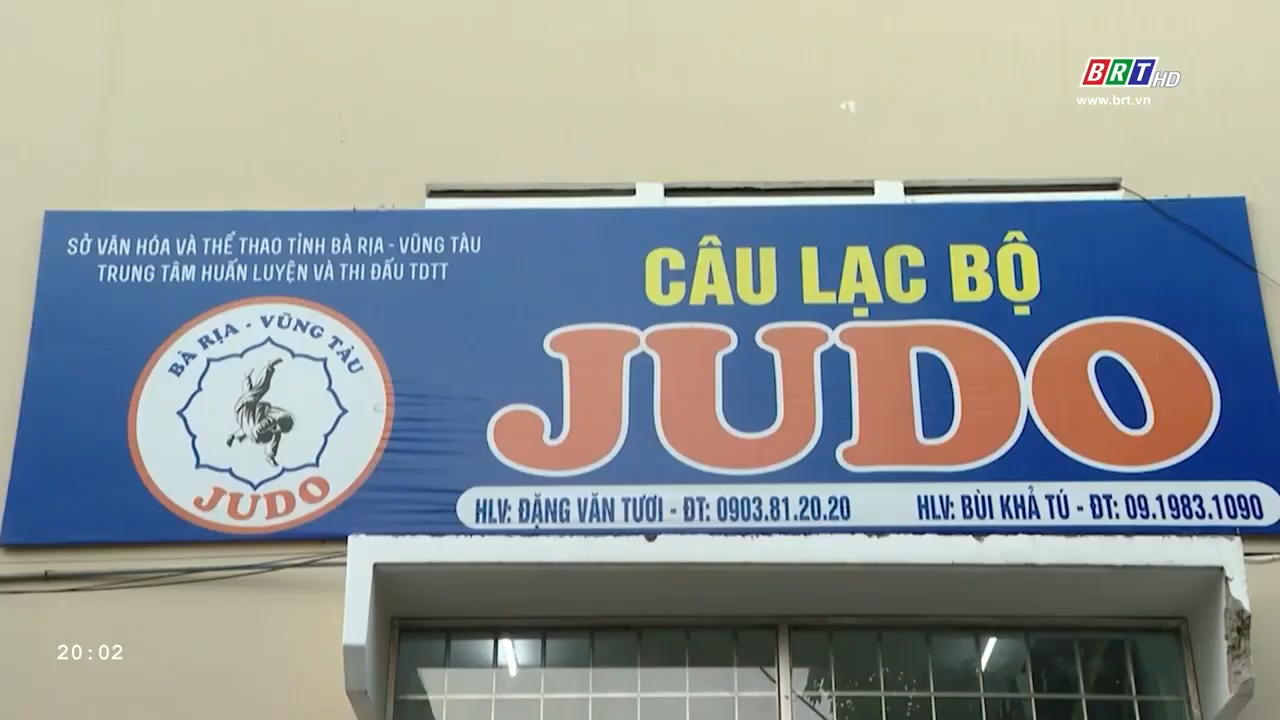 BRT HD
www.brt.vn
SỞ VĂN HÓA VÀ THỂ THAO TỈNH BÀ RỊA - VŨNG TÀU
TRUNG TÂM HUẤN LUYỆN VÀ THI ĐẤU TDTT
BÀ RỊA - VŨNG TÀU
JUDO
CÂU LẠC BỘ
JUDO
HLV: ĐẶNG VĂN TƯƠI - ĐT: 0903.81.20.20
HLV: BÙI KHẢ TÚ - ĐT: 09.1983.1090
20:02